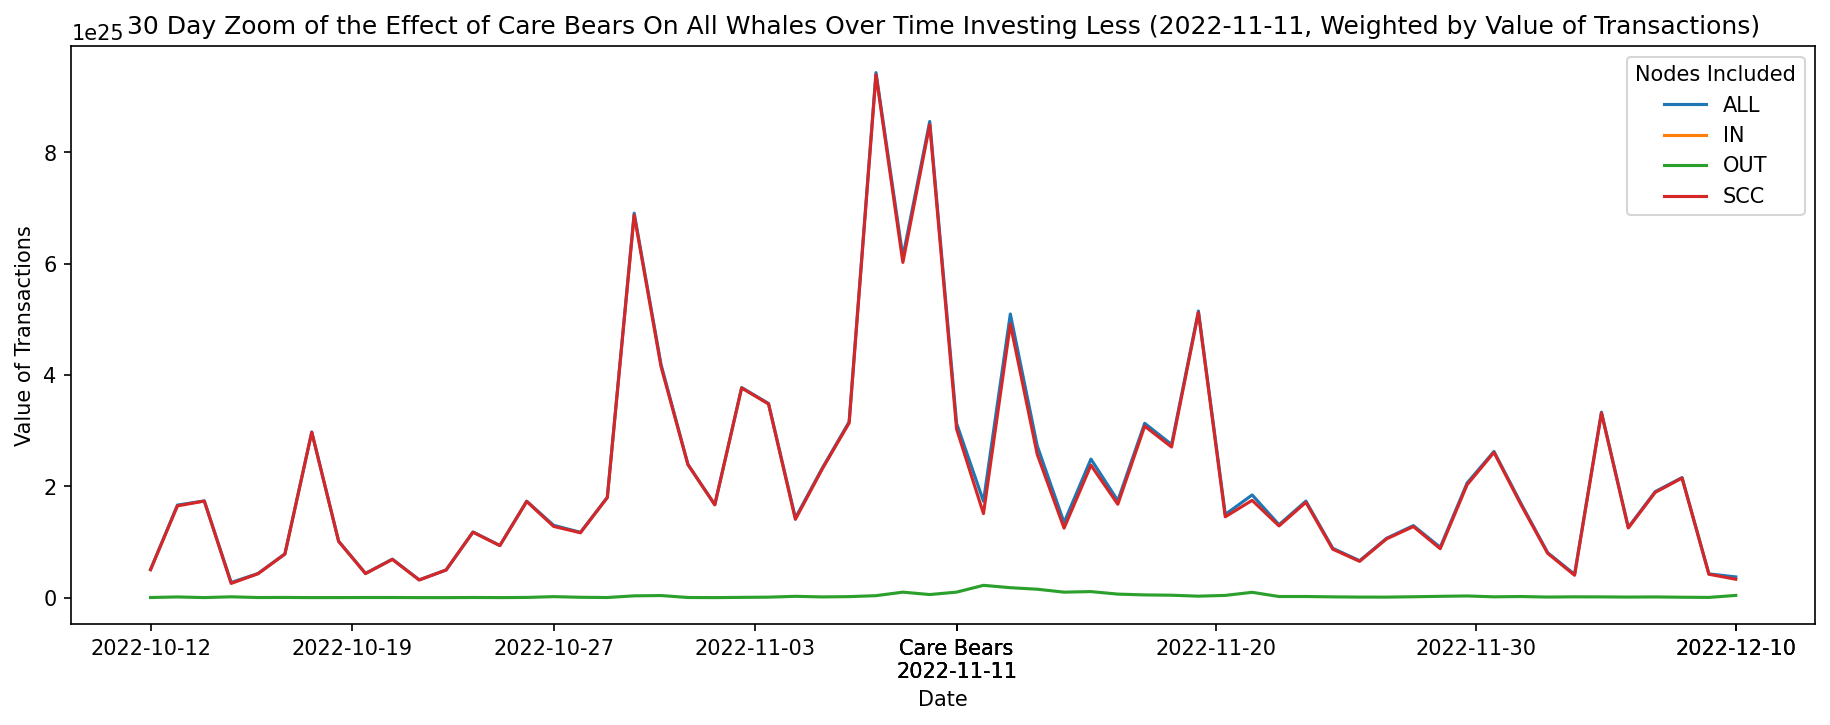 30 Day Zoom of the Effect of Care Bears On All Whales Over Time Investing Less (2022-11-11, Weighted by Value of Transactions)
1e25
Nodes Included
ALL
IN
OUT
SCC
8
6
4
2
0
Value of Transactions
2022-10-12
2022-10-19
2022-10-27
2022-11-03
Care Bears
2022-11-11
2022-11-20
2022-11-30
2022-12-10
Date